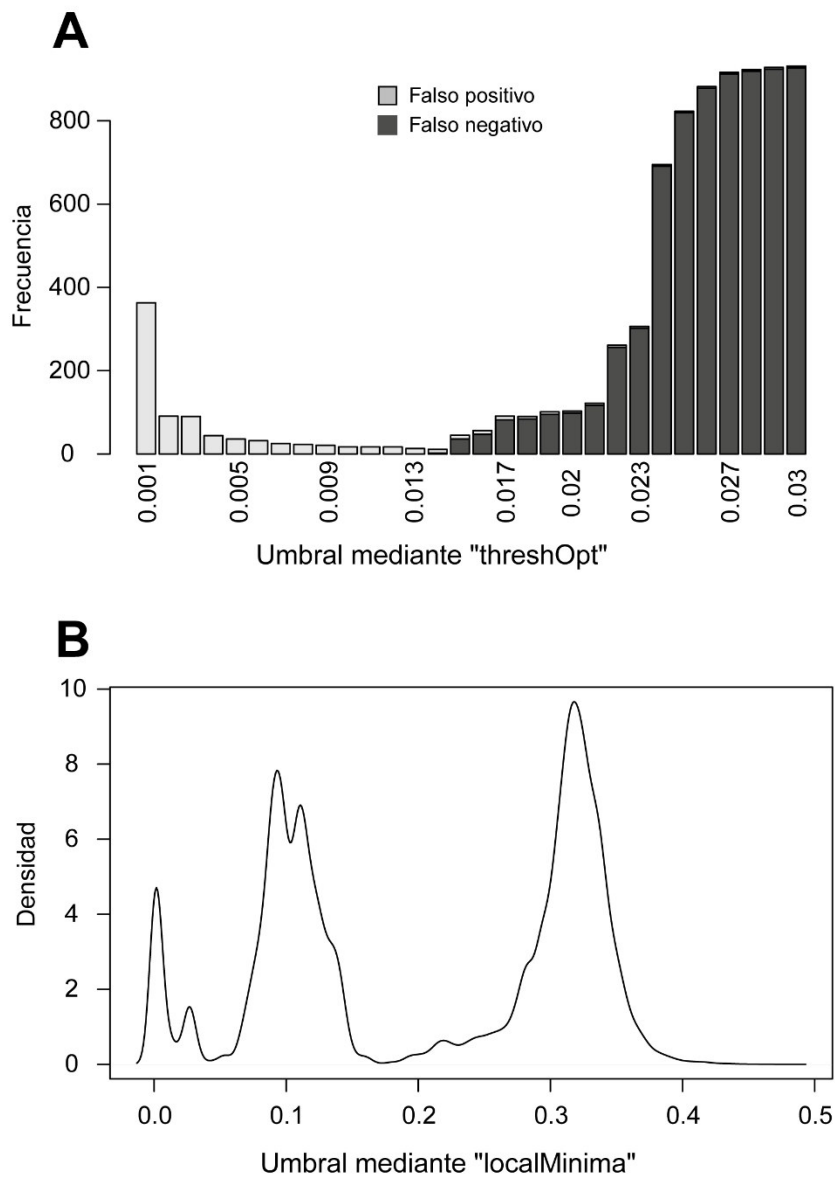 A
Falso positivo
Falso negativo
Frecuencia
800
600
400
200
0
0.001 0.005 0.009 0.013 0.017 0.02 0.023 0.027 0.03
Umbral mediante "threshOpt"
B
Densidad
10
8
6
4
2
0
0.0 0.1 0.2 0.3 0.4 0.5
Umbral mediante "localMinima"